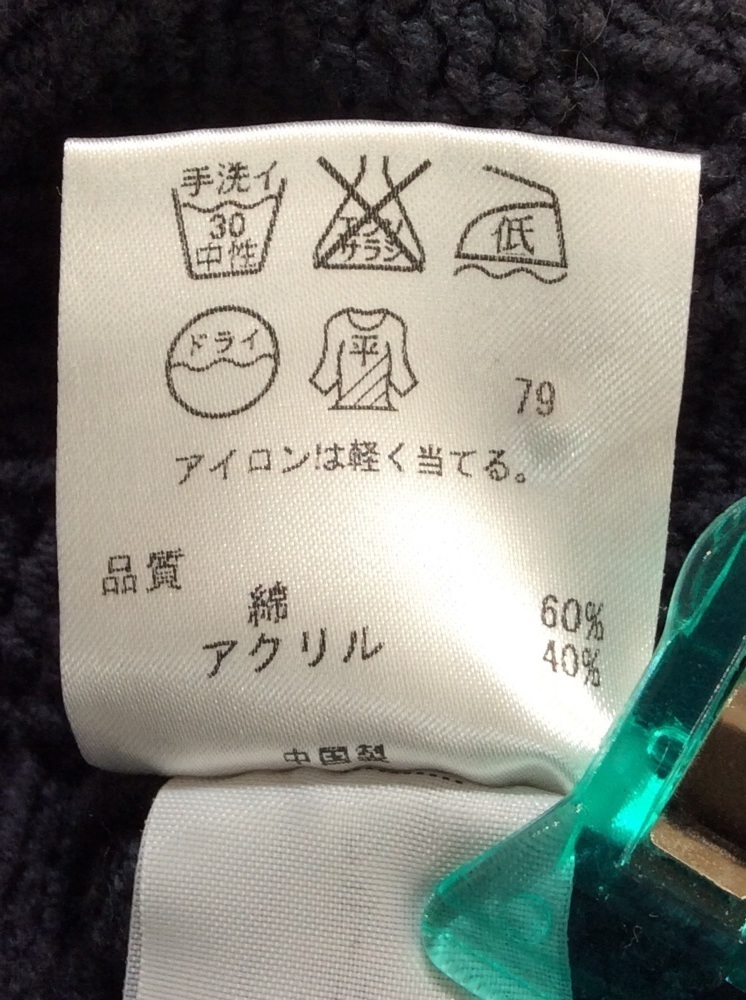 手洗イ
30
中性
エンソ
サラシ
低
ドライ
平
79
アイロンは軽く当てる。
品質
綿 60%
アクリル 40%
中国製